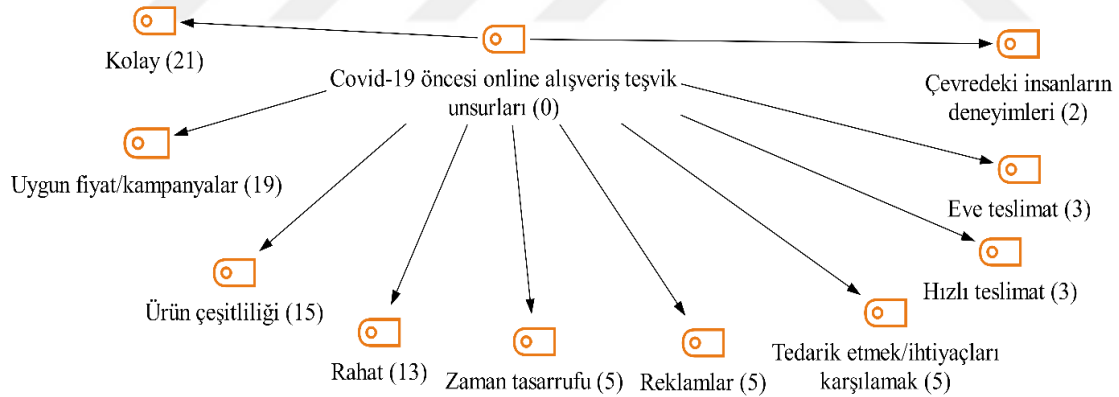 Kolay (21)
Covid-19 öncesi online alışveriş teşvik
unsurları (0)
Çevredeki insanların
deneyimleri (2)
Uygun fiyat/kampanyalar (19)
Eve teslimat (3)
Ürün çeşitliliği (15)
Hızlı teslimat (3)
Rahat (13)
Zaman tasarrufu (5)
Reklamlar (5)
Tedarik etmek/ihtiyaçları
karşılamak (5)